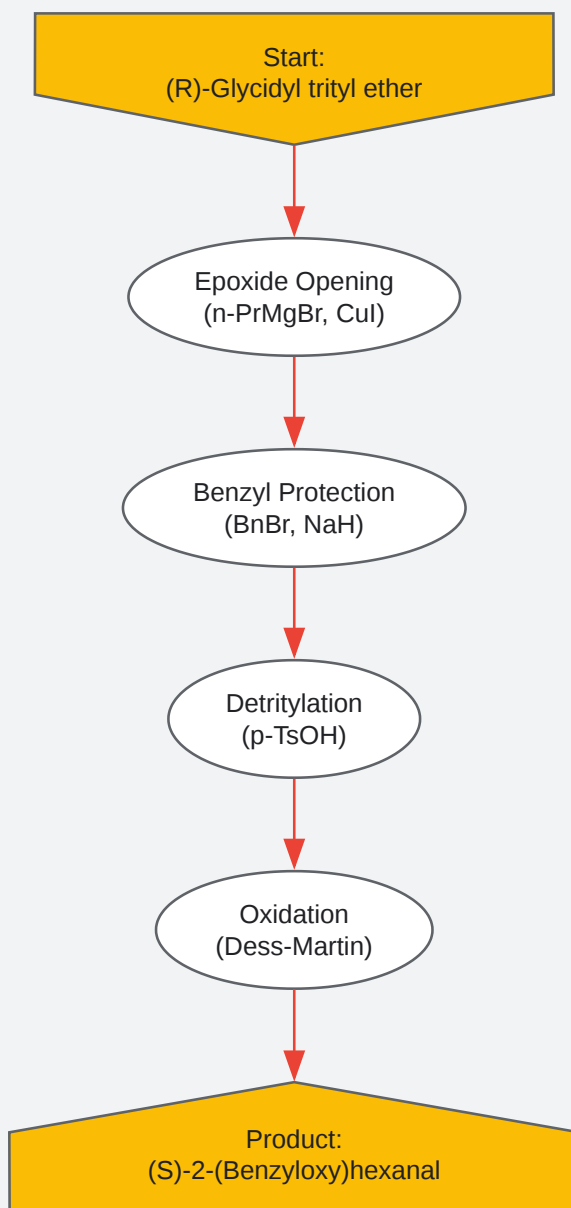 Start:
(R)-Glycidyl trityl ether
Epoxide Opening
(n-PrMgBr, CuI)
Benzyl Protection
(BnBr, NaH)
Detritylation
(p-TsOH)
Oxidation
(Dess-Martin)
Product:
(S)-2-(Benzyloxy)hexanal